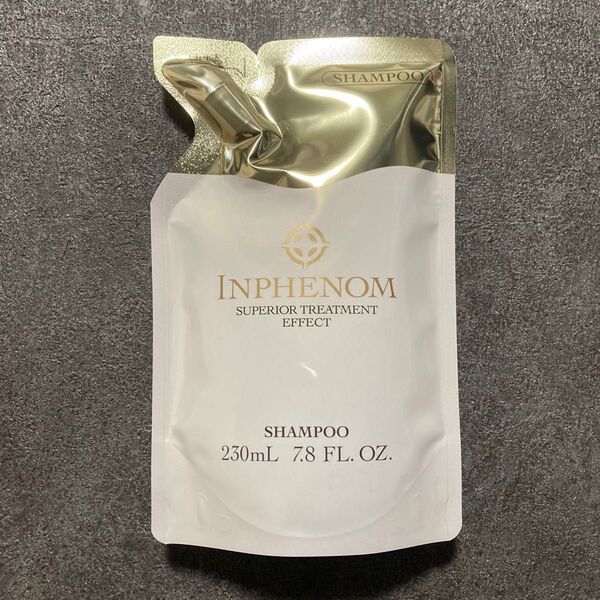 SHAMPOO
INPHENOM
SUPERIOR TREATMENT
EFFECT
SHAMPOO
230mL 7.8 FL. OZ.